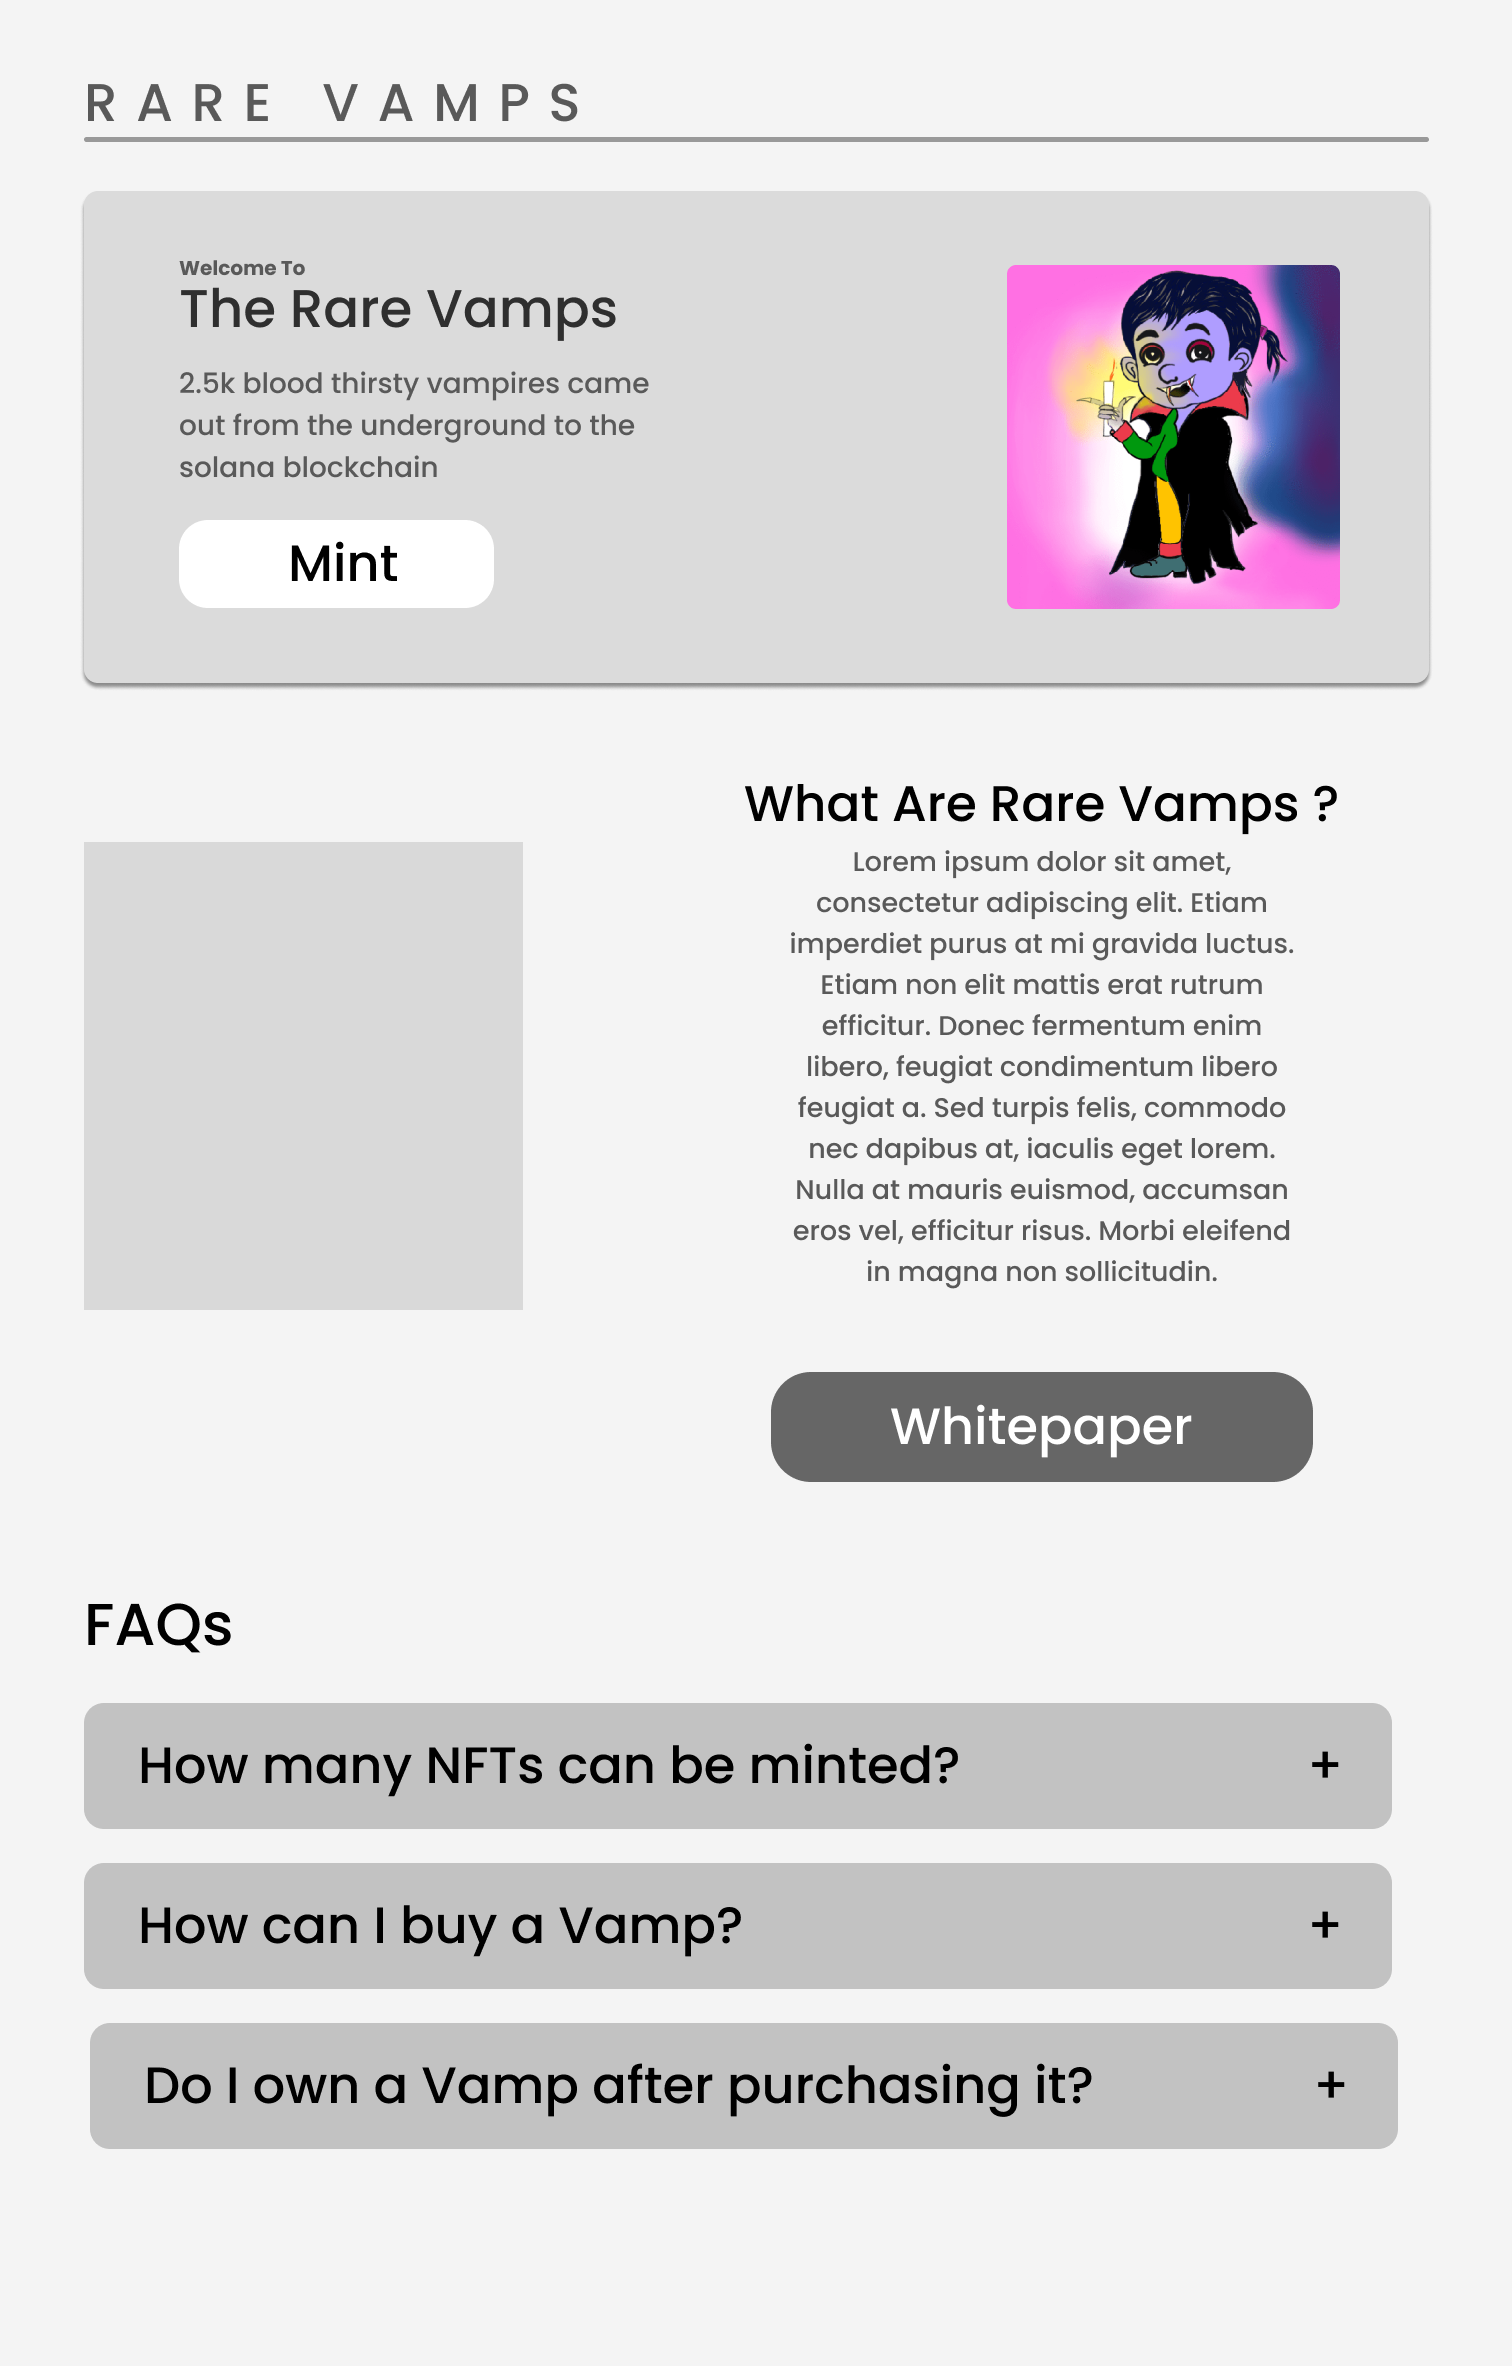 RARE VAMPS
Welcome To
The Rare Vamps
2.5k blood thirsty vampires came
out from the underground to the
solana blockchain
Mint
What Are Rare Vamps ?
Lorem ipsum dolor sit amet,
consectetur adipiscing elit. Etiam
imperdiet purus at mi gravida luctus.
Etiam non elit mattis erat rutrum
efficitur. Donec fermentum enim
libero, feugiat condimentum libero
feugiat a. Sed turpis felis, commodo
nec dapibus at, iaculis eget lorem.
Nulla at mauris euismod, accumsan
eros vel, efficitur risus. Morbi eleifend
in magna non sollicitudin.
Whitepaper
FAQs
How many NFTs can be minted? +
How can I buy a Vamp? +
Do I own a Vamp after purchasing it? +